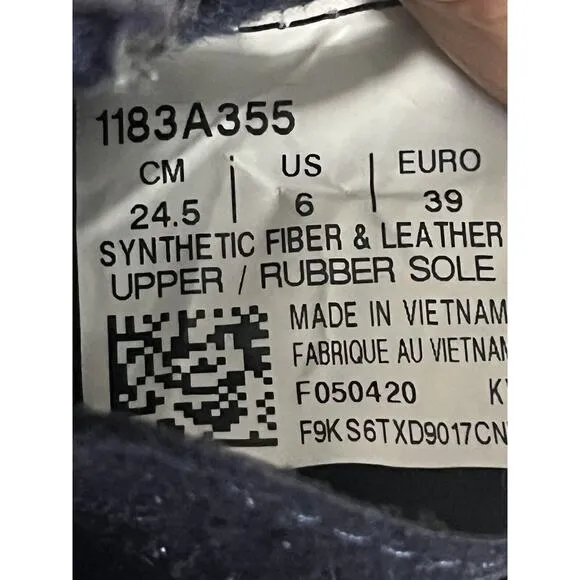 1183A355
CM | US | EURO
24.5 | 6 | 39
SYNTHETIC FIBER & LEATHER
UPPER / RUBBER SOLE
MADE IN VIETNAM
FABRIQUE AU VIETNAM
F050420
F9KS6TXD9017CN